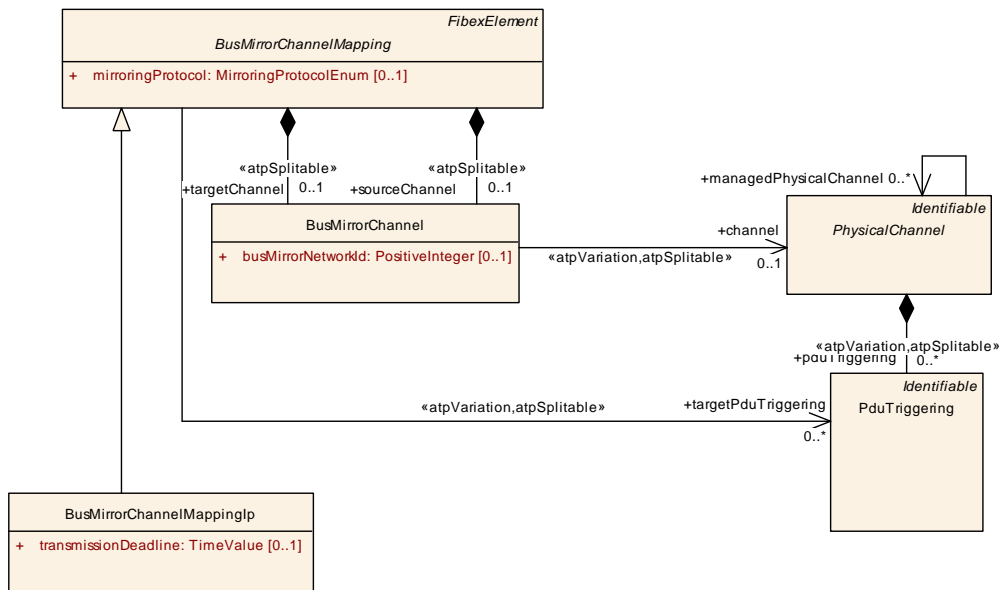 FibexElement
BusMirrorChannelMapping
+ mirroringProtocol: MirroringProtocolEnum [0..1]
«atpSplitable»
«atpSplitable»
+targetChannel 0..1
+sourceChannel 0..1
+managedPhysicalChannel 0..*
BusMirrorChannel
+ busMirrorNetworkId: PositiveInteger [0..1]
+channel
«atpVariation,atpSplitable»
0..1
Identifiable
PhysicalChannel
«atpVariation,atpSplitable»
+pduTriggering 0..*
Identifiable
PduTriggering
«atpVariation,atpSplitable»
+targetPduTriggering
0..*
BusMirrorChannelMappingIp
+ transmissionDeadline: TimeValue [0..1]